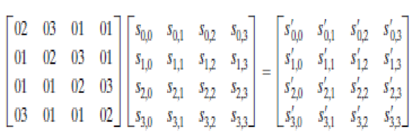 [02 03 01 01] [s0,0 s0,1 s0,2 s0,3] [s′0,0 s′0,1 s′0,2 s′0,3]
[01 02 03 01] [s1,0 s1,1 s1,2 s1,3] = [s′1,0 s′1,1 s′1,2 s′1,3]
[01 01 02 03] [s2,0 s2,1 s2,2 s2,3] [s′2,0 s′2,1 s′2,2 s′2,3]
[03 01 01 02] [s3,0 s3,1 s3,2 s3,3] [s′3,0 s′3,1 s′3,2 s′3,3]